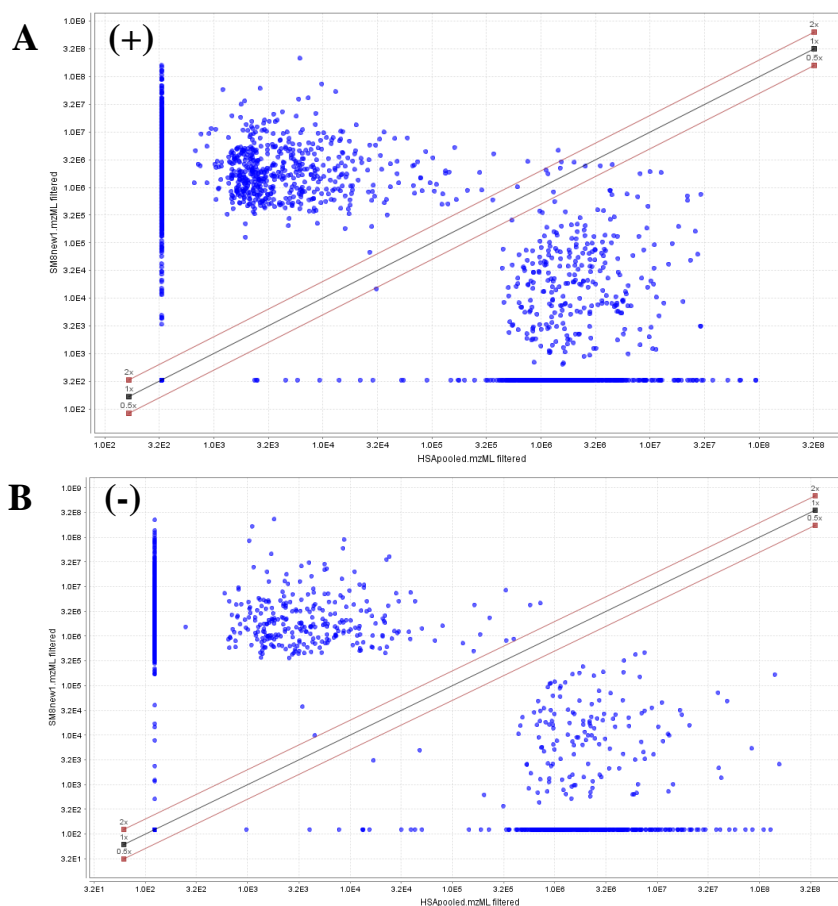 A (+)
1.0E9
3.2E8
1.0E8
3.2E7
1.0E7
3.2E6
1.0E6
3.2E5
1.0E5
3.2E4
1.0E4
3.2E3
1.0E3
3.2E2
1.0E2
SM8new1.mzML filtered
2x
1x
0.5x
2x
1x
0.5x
1.0E2 3.2E2 1.0E3 3.2E3 1.0E4 3.2E4 1.0E5 3.2E5 1.0E6 3.2E6 1.0E7 3.2E7 1.0E8 3.2E8
HSApooled.mzML filtered
B (-)
1.0E9
3.2E8
1.0E8
3.2E7
1.0E7
3.2E6
1.0E6
3.2E5
1.0E5
3.2E4
1.0E4
3.2E3
1.0E3
3.2E2
1.0E2
3.2E1
SM8new1.mzML filtered
2x
1x
0.5x
2x
1x
0.5x
3.2E1 1.0E2 3.2E2 1.0E3 3.2E3 1.0E4 3.2E4 1.0E5 3.2E5 1.0E6 3.2E6 1.0E7 3.2E7 1.0E8 3.2E8
HSApooled.mzML filtered